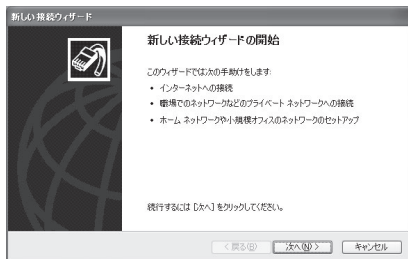 新しい接続ウィザード
新しい接続ウィザードの開始
このウィザードでは次の手助けをします:
• インターネットへの接続
• 職場でのネットワークなどのプライベート ネットワークへの接続
• ホーム ネットワークや小規模オフィスのネットワークのセットアップ
続行するには [次へ] をクリックしてください。
< 戻る(B)
次へ(N) >
キャンセル